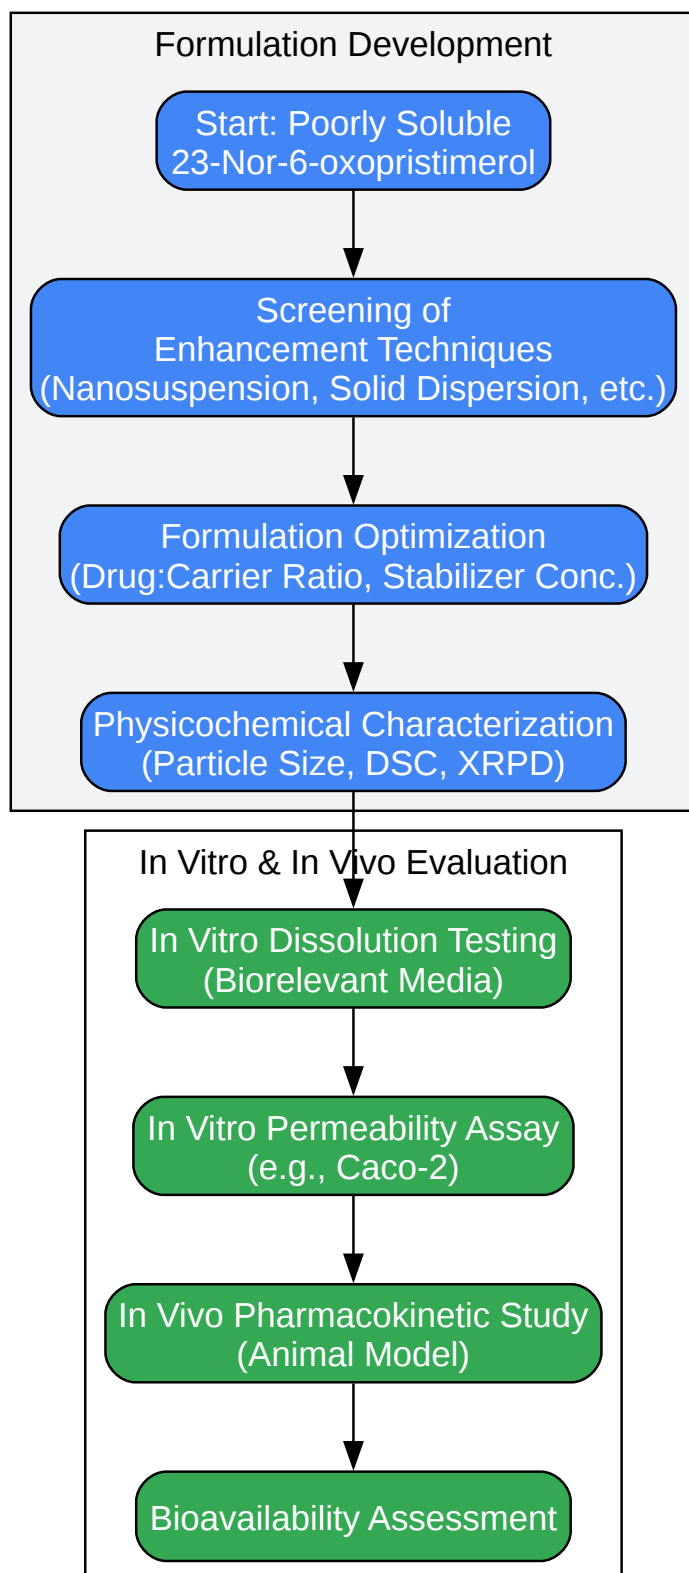 Formulation Development
Start: Poorly Soluble
23-Nor-6-oxopristimerol
Screening of
Enhancement Techniques
(Nanosuspension, Solid Dispersion, etc.)
Formulation Optimization
(Drug:Carrier Ratio, Stabilizer Conc.)
Physicochemical Characterization
(Particle Size, DSC, XRPD)
In Vitro & In Vivo Evaluation
In Vitro Dissolution Testing
(Biorelevant Media)
In Vitro Permeability Assay
(e.g., Caco-2)
In Vivo Pharmacokinetic Study
(Animal Model)
Bioavailability Assessment